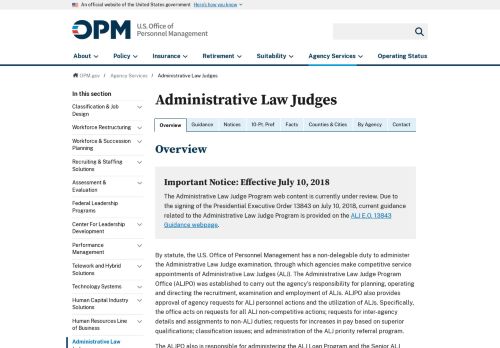 An official website of the United States government Here's how you know
OPM U.S. Office of
Personnel Management
About Policy Insurance Retirement Suitability Agency Services Operating Status
OPM.gov / Agency Services / Administrative Law Judges
In this section
Classification & Job
Design
Workforce Restructuring
Workforce & Succession
Planning
Recruiting & Staffing
Solutions
Assessment &
Evaluation
Federal Leadership
Programs
Center For Leadership
Development
Performance
Management
Telework and Hybrid
Solutions
Technology Systems
Human Capital Industry
Solutions
Human Resources Line
of Business
Administrative Law
Administrative Law Judges
Overview Guidance Notices 10-Pt. Pref Facts Counties & Cities By Agency Contact
Overview
Important Notice: Effective July 10, 2018
The Administrative Law Judge Program web content is currently under review. Due to
the signing of the Presidential Executive Order 13843 on July 10, 2018, current guidance
related to the Administrative Law Judge Program is provided on the ALJ E.O. 13843
Guidance webpage.
By statute, the U.S. Office of Personnel Management has a non-delegable duty to administer
the Administrative Law Judge examination, through which agencies make competitive service
appointments of Administrative Law Judges (ALJ). The Administrative Law Judge Program
Office (ALJPO) was established to carry out the agency's responsibility for planning, operating
and directing the recruitment, examination and employment of ALJs. ALJPO also provides
approval of agency requests for ALJ personnel actions and the utilization of ALJs. Specifically,
the office acts on requests for all ALJ non-competitive actions; requests for inter-agency
details and assignments to non-ALJ duties; requests for increases in pay based on superior
qualifications; classification issues; and administration of the ALJ priority referral program.
The ALJPO also is responsible for administering the ALJ Loan Program and the Senior ALJ